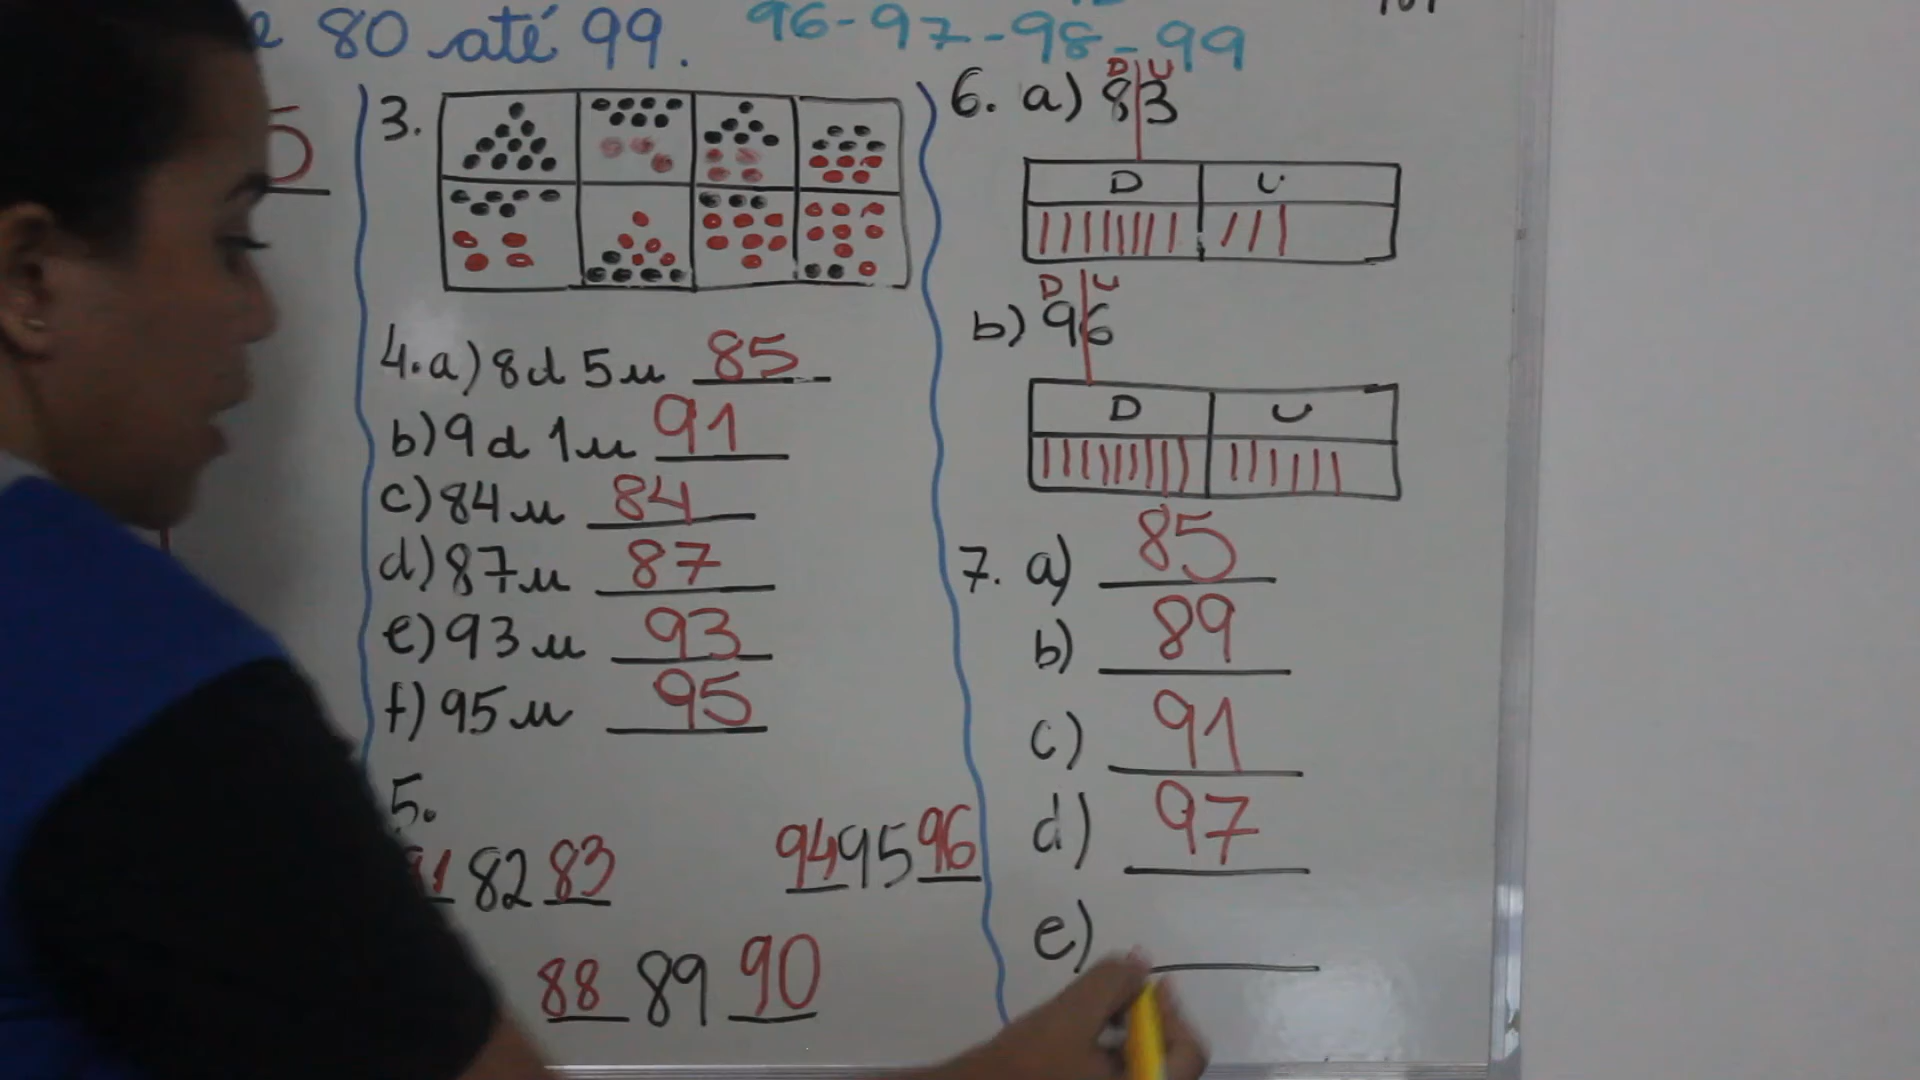 80 até 99. 96-97-98-99
5
3.
4. a) 8d 5u 85
b) 9d 1u 91
c) 84u 84
d) 87u 87
e) 93u 93
f) 95u 95
5.
82 83
94 95 96
88 89 90
6. a) 83
D U
D U
b) 96
D U
D U
7. a) 85
b) 89
c) 91
d) 97
e)